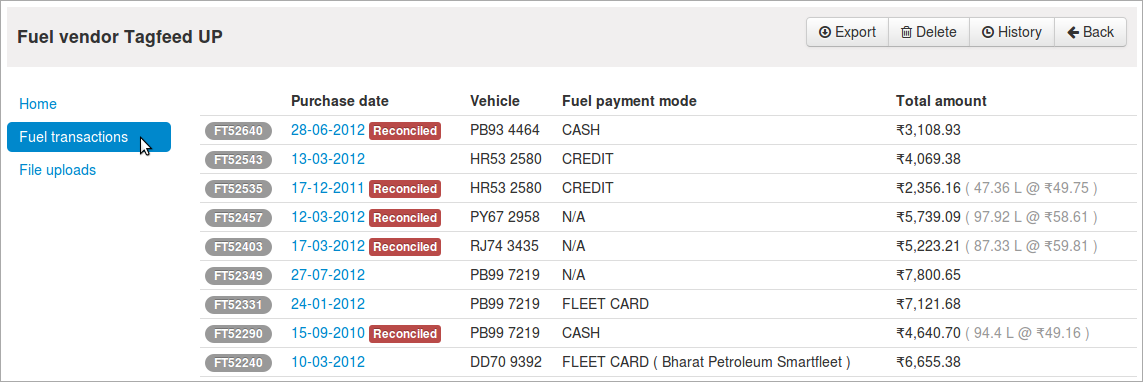 Fuel vendor Tagfeed UP
Export Delete History Back
Home
Fuel transactions
File uploads
Purchase date Vehicle Fuel payment mode Total amount
FT52640 28-06-2012 Reconciled PB93 4464 CASH ₹3,108.93
FT52543 13-03-2012 HR53 2580 CREDIT ₹4,069.38
FT52535 17-12-2011 Reconciled HR53 2580 CREDIT ₹2,356.16 ( 47.36 L @ ₹49.75 )
FT52457 12-03-2012 Reconciled PY67 2958 N/A ₹5,739.09 ( 97.92 L @ ₹58.61 )
FT52403 17-03-2012 Reconciled RJ74 3435 N/A ₹5,223.21 ( 87.33 L @ ₹59.81 )
FT52349 27-07-2012 PB99 7219 N/A ₹7,800.65
FT52331 24-01-2012 PB99 7219 FLEET CARD ₹7,121.68
FT52290 15-09-2010 Reconciled PB99 7219 CASH ₹4,640.70 ( 94.4 L @ ₹49.16 )
FT52240 10-03-2012 DD70 9392 FLEET CARD ( Bharat Petroleum Smartfleet ) ₹6,655.38